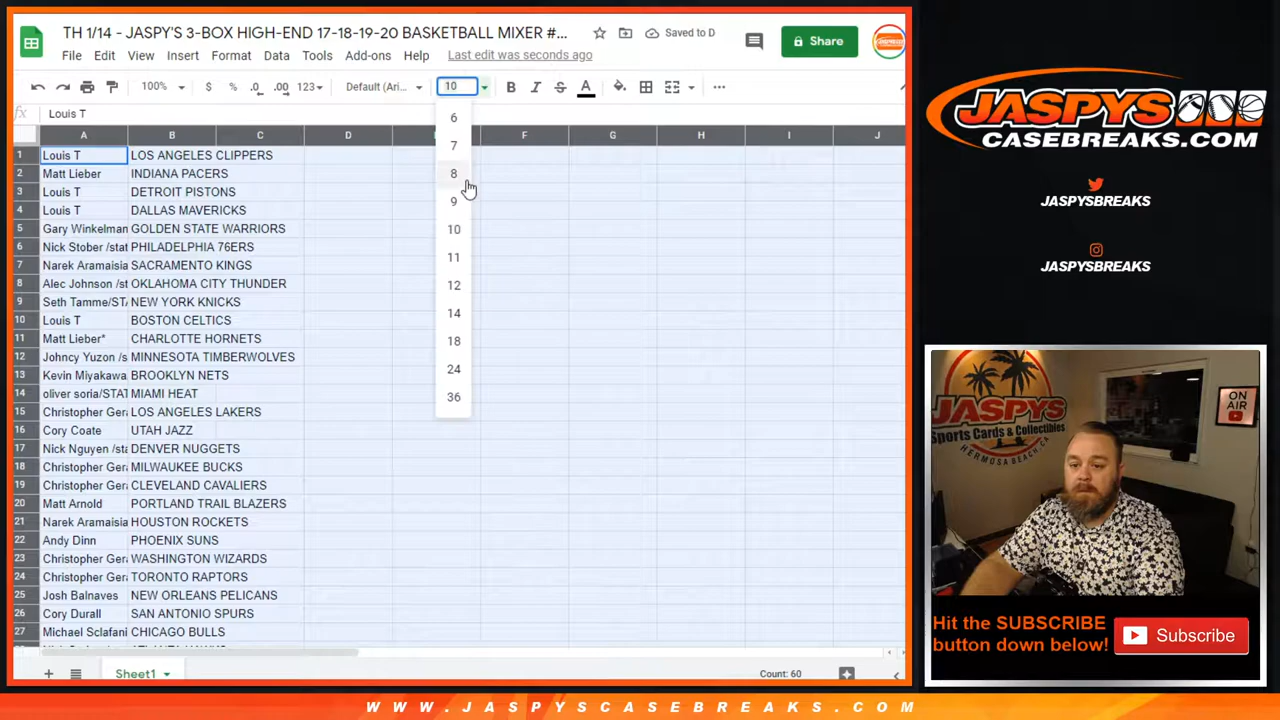 TH 1/14 - JASPY'S 3-BOX HIGH-END 17-18-19-20 BASKETBALL MIXER #...
Saved to D
Share
File Edit View Insert Format Data Tools Add-ons Help Last edit was seconds ago
100% $ % .0 .00 123 Default (Ari... 10 B I S A
fx Louis T
A B C D F G H I J
1 Louis T LOS ANGELES CLIPPERS
2 Matt Lieber INDIANA PACERS
3 Louis T DETROIT PISTONS
4 Louis T DALLAS MAVERICKS
5 Gary Winkelman GOLDEN STATE WARRIORS
6 Nick Stober /stat PHILADELPHIA 76ERS
7 Narek Aramaisia SACRAMENTO KINGS
8 Alec Johnson /st OKLAHOMA CITY THUNDER
9 Seth Tamme/STA NEW YORK KNICKS
10 Louis T BOSTON CELTICS
11 Matt Lieber* CHARLOTTE HORNETS
12 Johncy Yuzon /s MINNESOTA TIMBERWOLVES
13 Kevin Miyakawa BROOKLYN NETS
14 oliver soria/STAT MIAMI HEAT
15 Christopher Gera LOS ANGELES LAKERS
16 Cory Coate UTAH JAZZ
17 Nick Nguyen /sta DENVER NUGGETS
18 Christopher Gera MILWAUKEE BUCKS
19 Christopher Gera CLEVELAND CAVALIERS
20 Matt Arnold PORTLAND TRAIL BLAZERS
21 Narek Aramaisia HOUSTON ROCKETS
22 Andy Dinn PHOENIX SUNS
23 Christopher Gera WASHINGTON WIZARDS
24 Christopher Gera TORONTO RAPTORS
25 Josh Balnaves NEW ORLEANS PELICANS
26 Cory Durall SAN ANTONIO SPURS
27 Michael Sclafani CHICAGO BULLS
6
7
8
9
10
11
12
14
18
24
36
Sheet1
Count: 60
JASPYS
CASEBREAKS.COM
JASPYSBREAKS
JASPYSBREAKS
JASPYS
Sports Cards & Collectibles
HERMOSA BEACH, CA
ON
AIR
Hit the SUBSCRIBE
button down below!
Subscribe
WWW.JASPYSCASEBREAKS.COM